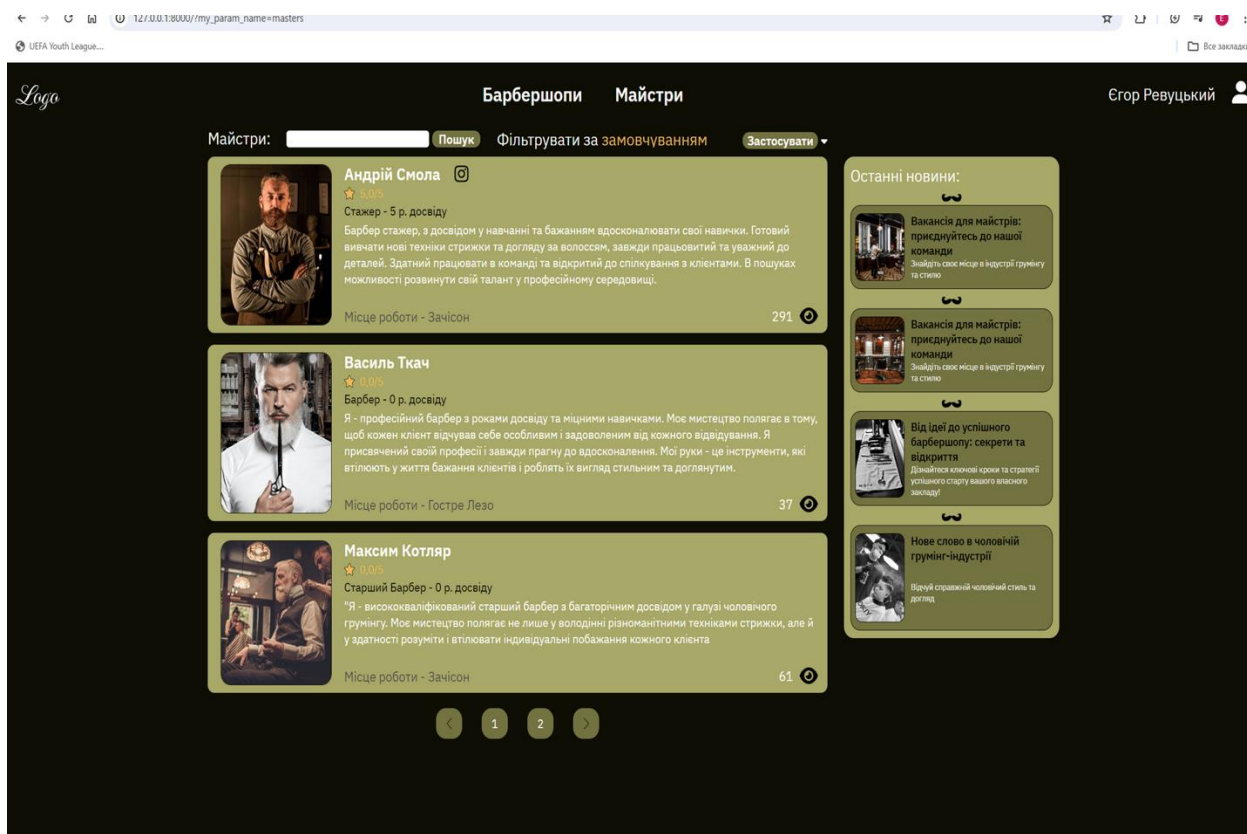 127.0.0.1:8000/?my_param_name=masters
E
UEFA Youth League...
Все закладки
Logo
Барбершопи
Майстри
Єгор Ревуцький
Майстри:
Пошук
Фільтрувати за замовчуванням
Застосувати
Андрій Смола
5,0/5
Стажер - 5 р. досвіду
Барбер стажер, з досвідом у навчанні та бажанням вдосконалювати свої навички. Готовий
вивчати нові техніки стрижки та догляду за волоссям, завжди працьовитий та уважний до
деталей. Здатний працювати в команді та відкритий до спілкування з клієнтами. В пошуках
можливості розвинути свій талант у професійному середовищі.
Місце роботи - Зачісон
291
Василь Ткач
0,0/5
Барбер - 0 р. досвіду
Я - професійний барбер з роками досвіду та міцними навичками. Моє мистецтво полягає в тому,
щоб кожен клієнт відчував себе особливим і задоволеним від кожного відвідування. Я
присвячений своїй професії і завжди прагну до вдосконалення. Мої руки - це інструменти, які
втілюють у життя бажання клієнтів і роблять їх вигляд стильним та доглянутим.
Місце роботи - Гостре Лезо
37
Максим Котляр
0,0/5
Старший Барбер - 0 р. досвіду
"Я - висококваліфікований старший барбер з багаторічним досвідом у галузі чоловічого
грумінгу. Моє мистецтво полягає не лише у володінні різноманітними техніками стрижки, але й
у здатності розуміти і втілювати індивідуальні побажання кожного клієнта
Місце роботи - Зачісон
61
1
2
Останні новини:
Вакансія для майстрів:
приєднуйтесь до нашої
команди
Знайдіть своє місце в індустрії грумінгу
та стилю
Вакансія для майстрів:
приєднуйтесь до нашої
команди
Знайдіть своє місце в індустрії грумінгу
та стилю
Від ідеї до успішного
барбершопу: секрети та
відкриття
Дізнайтеся ключові кроки та стратегії
успішного старту вашого власного
закладу!
Нове слово в чоловічій
грумінг-індустрії
Відчуй справжній чоловічий стиль та
догляд